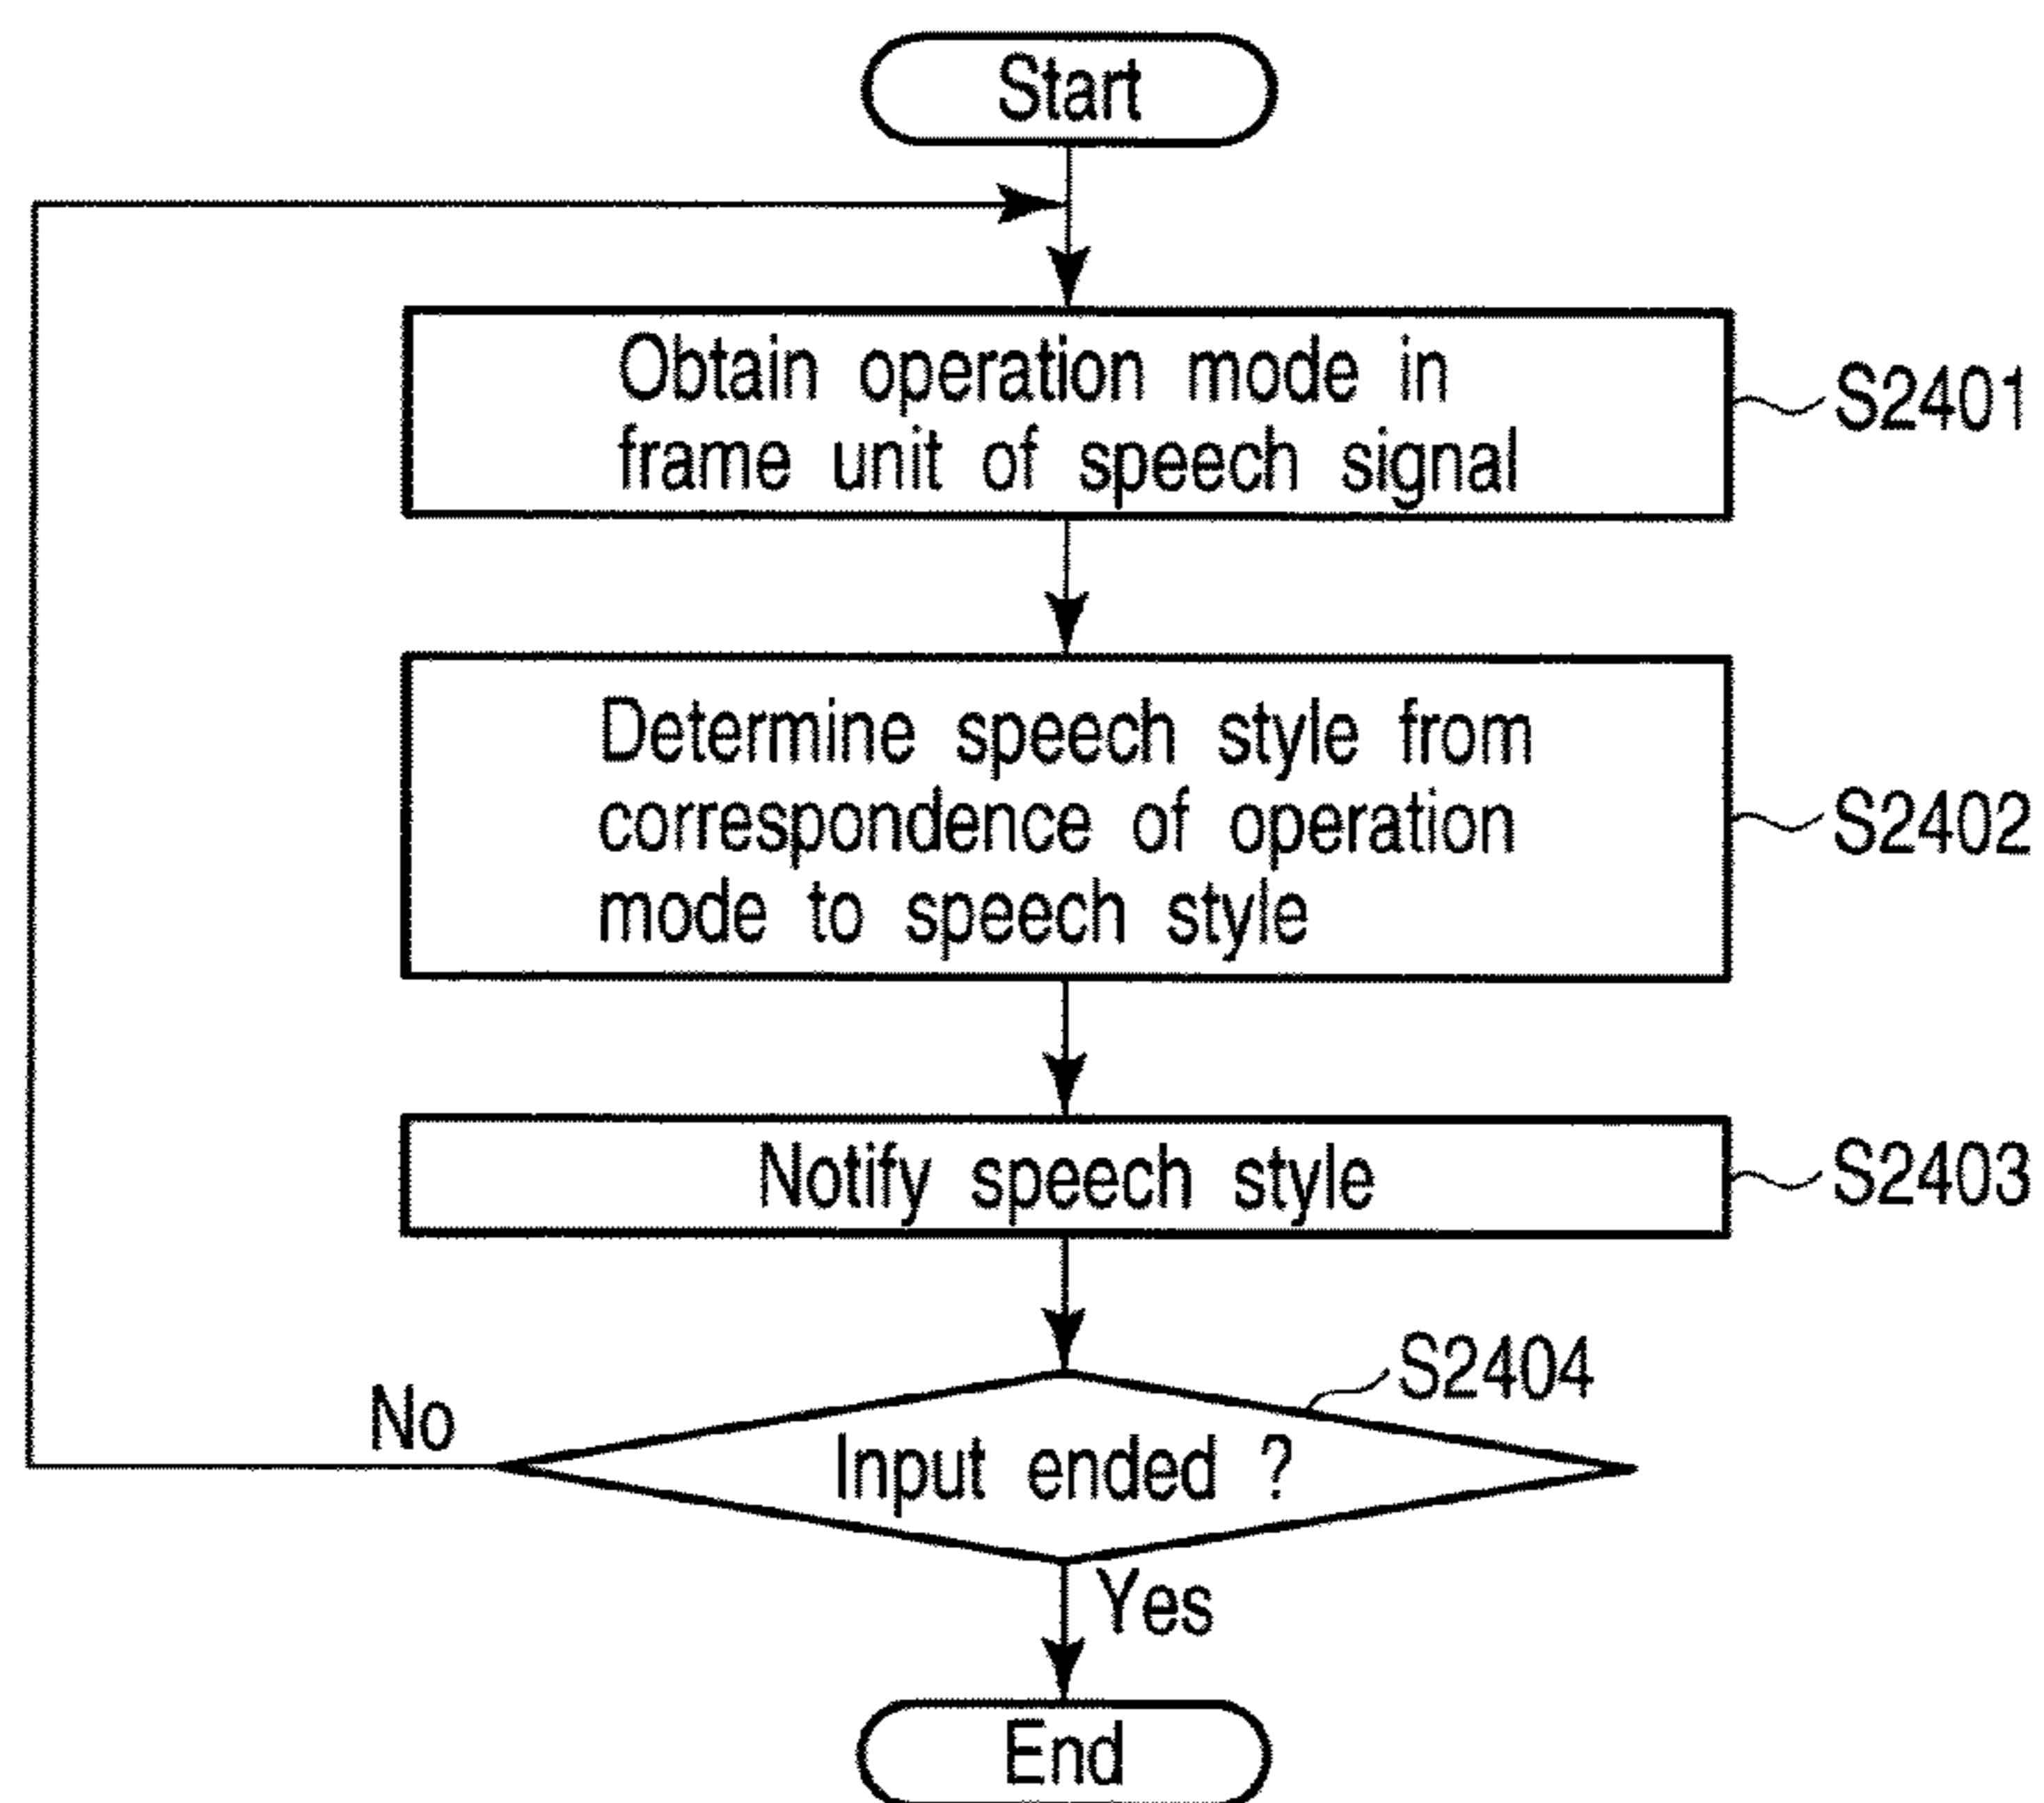 Start
Obtain operation mode in
frame unit of speech signal
S2401
Determine speech style from
correspondence of operation
mode to speech style
S2402
Notify speech style
S2403
S2404
No
Input ended ?
Yes
End